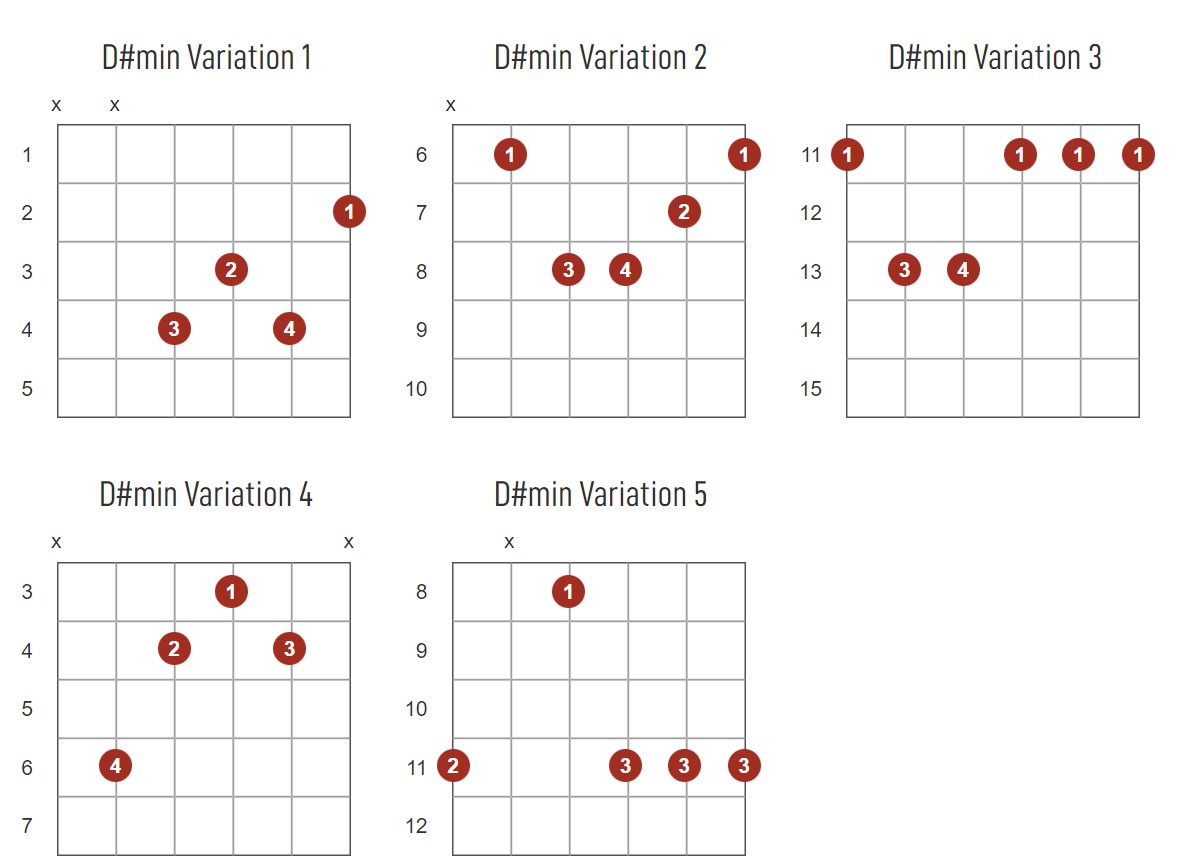 D#min Variation 1
x x
1
1
2
2
3
3 4
4
5
D#min Variation 2
x
6 1 1
7 2
8 3 4
9
10
D#min Variation 3
11 1 1 1 1
12
13 3 4
14
15
D#min Variation 4
x x
3 1
4 2 3
5
6 4
7
D#min Variation 5
x
8 1
9
10
11 2 3 3 3
12